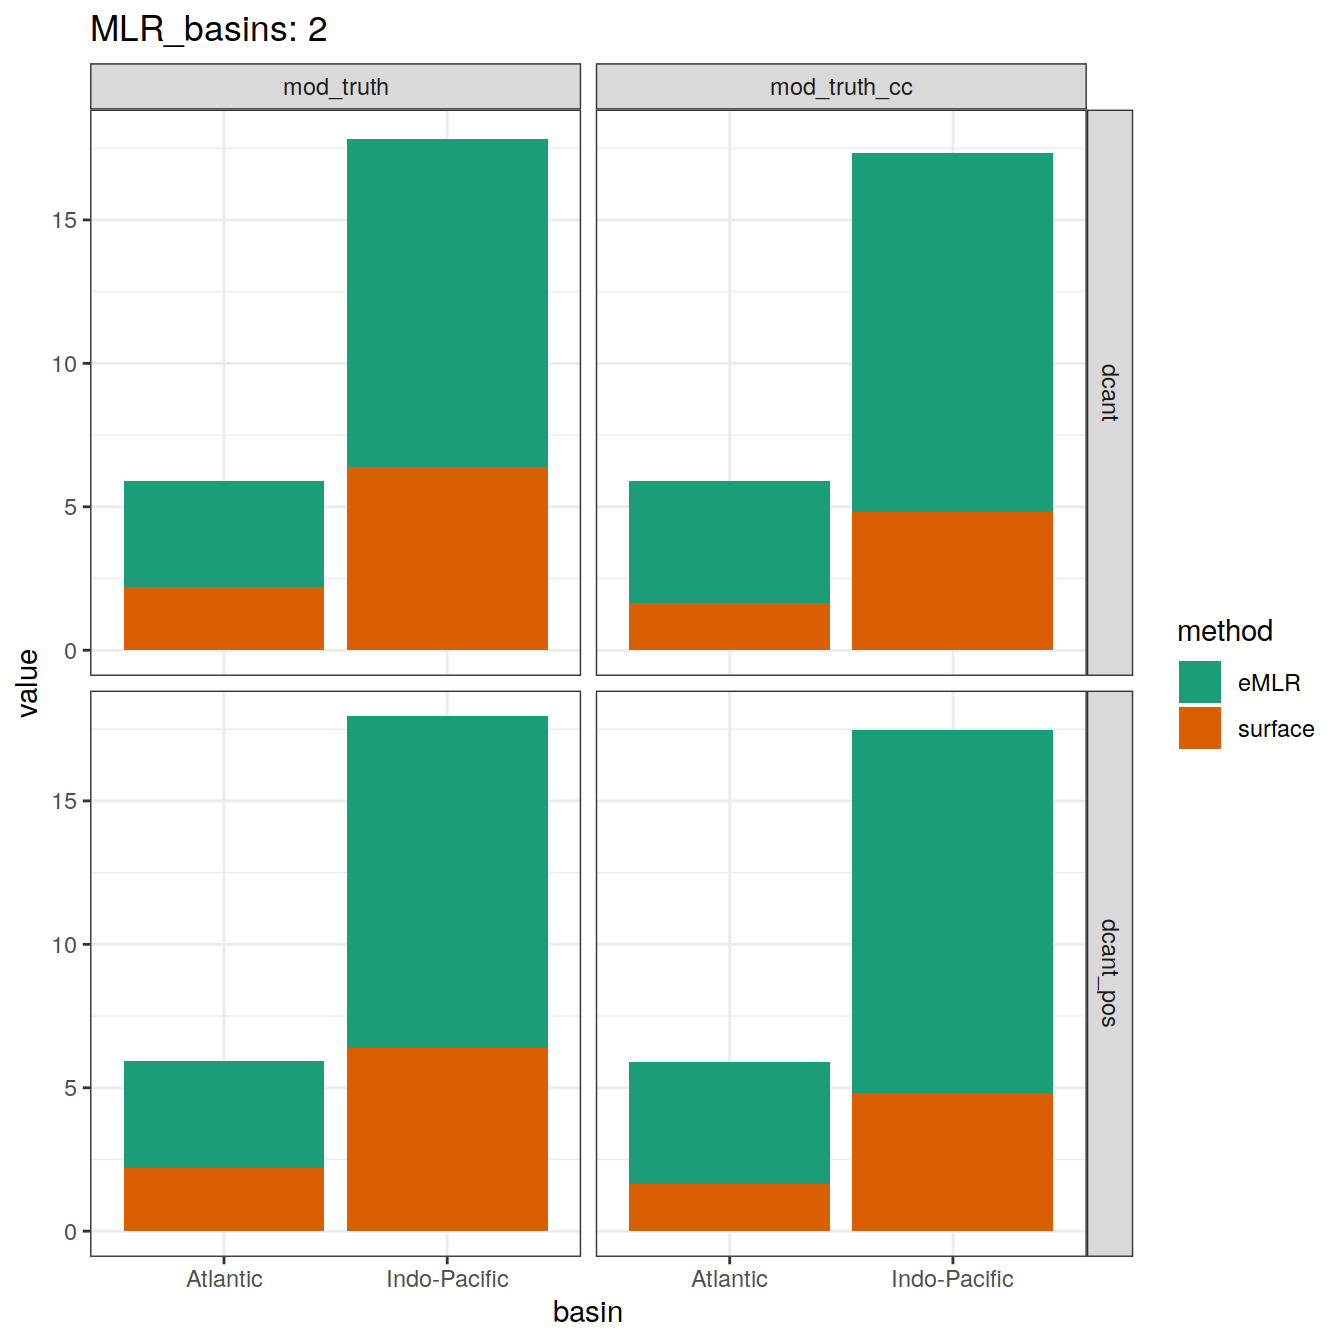 MLR_basins: 2
mod_truth
mod_truth_cc
15
10
5
0
dcant
15
10
5
0
dcant_pos
value
Atlantic
Indo-Pacific
Atlantic
Indo-Pacific
basin
method
eMLR
surface